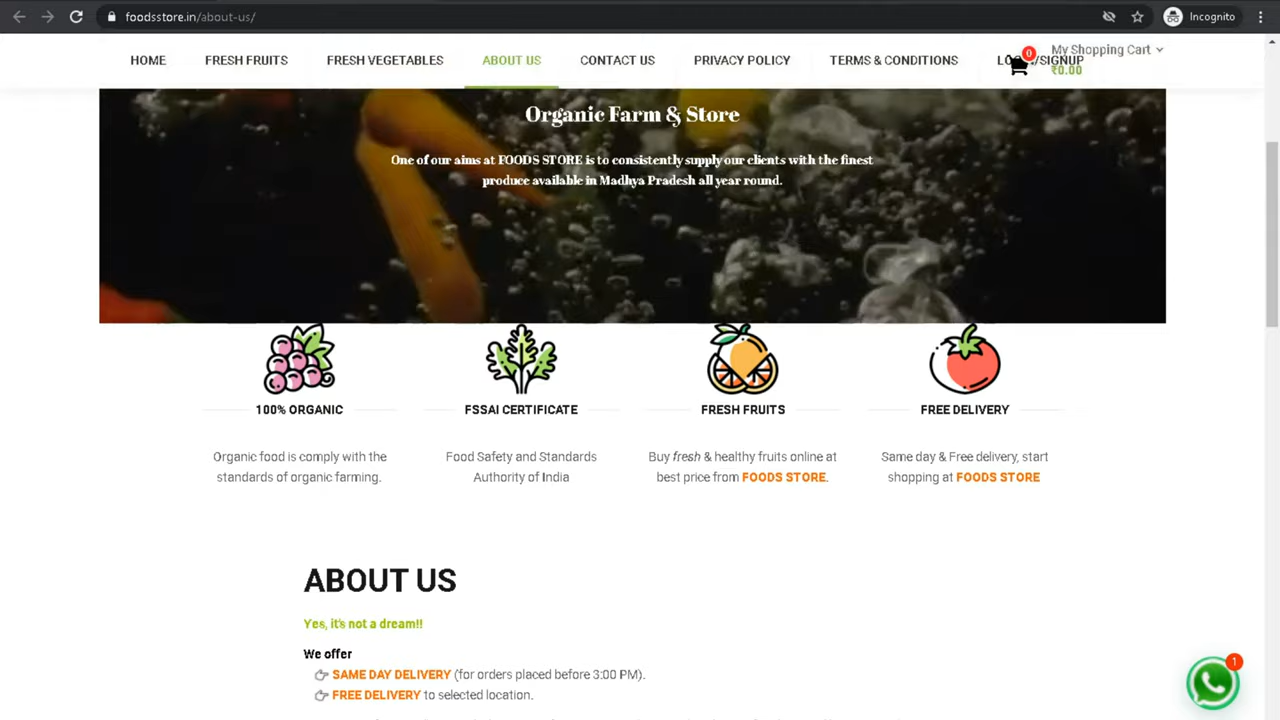 foodsstore.in/about-us/
Incognito
HOME FRESH FRUITS FRESH VEGETABLES ABOUT US CONTACT US PRIVACY POLICY TERMS & CONDITIONS LOGIN/SIGNUP
0
My Shopping Cart
₹0.00
Organic Farm & Store
One of our aims at FOODS STORE is to consistently supply our clients with the finest
produce available in Madhya Pradesh all year round.
100% ORGANIC FSSAI CERTIFICATE FRESH FRUITS FREE DELIVERY
Organic food is comply with the
standards of organic farming.
Food Safety and Standards
Authority of India
Buy fresh & healthy fruits online at
best price from FOODS STORE.
Same day & Free delivery, start
shopping at FOODS STORE
ABOUT US
Yes, it's not a dream!!
We offer
SAME DAY DELIVERY (for orders placed before 3:00 PM).
FREE DELIVERY to selected location.
1